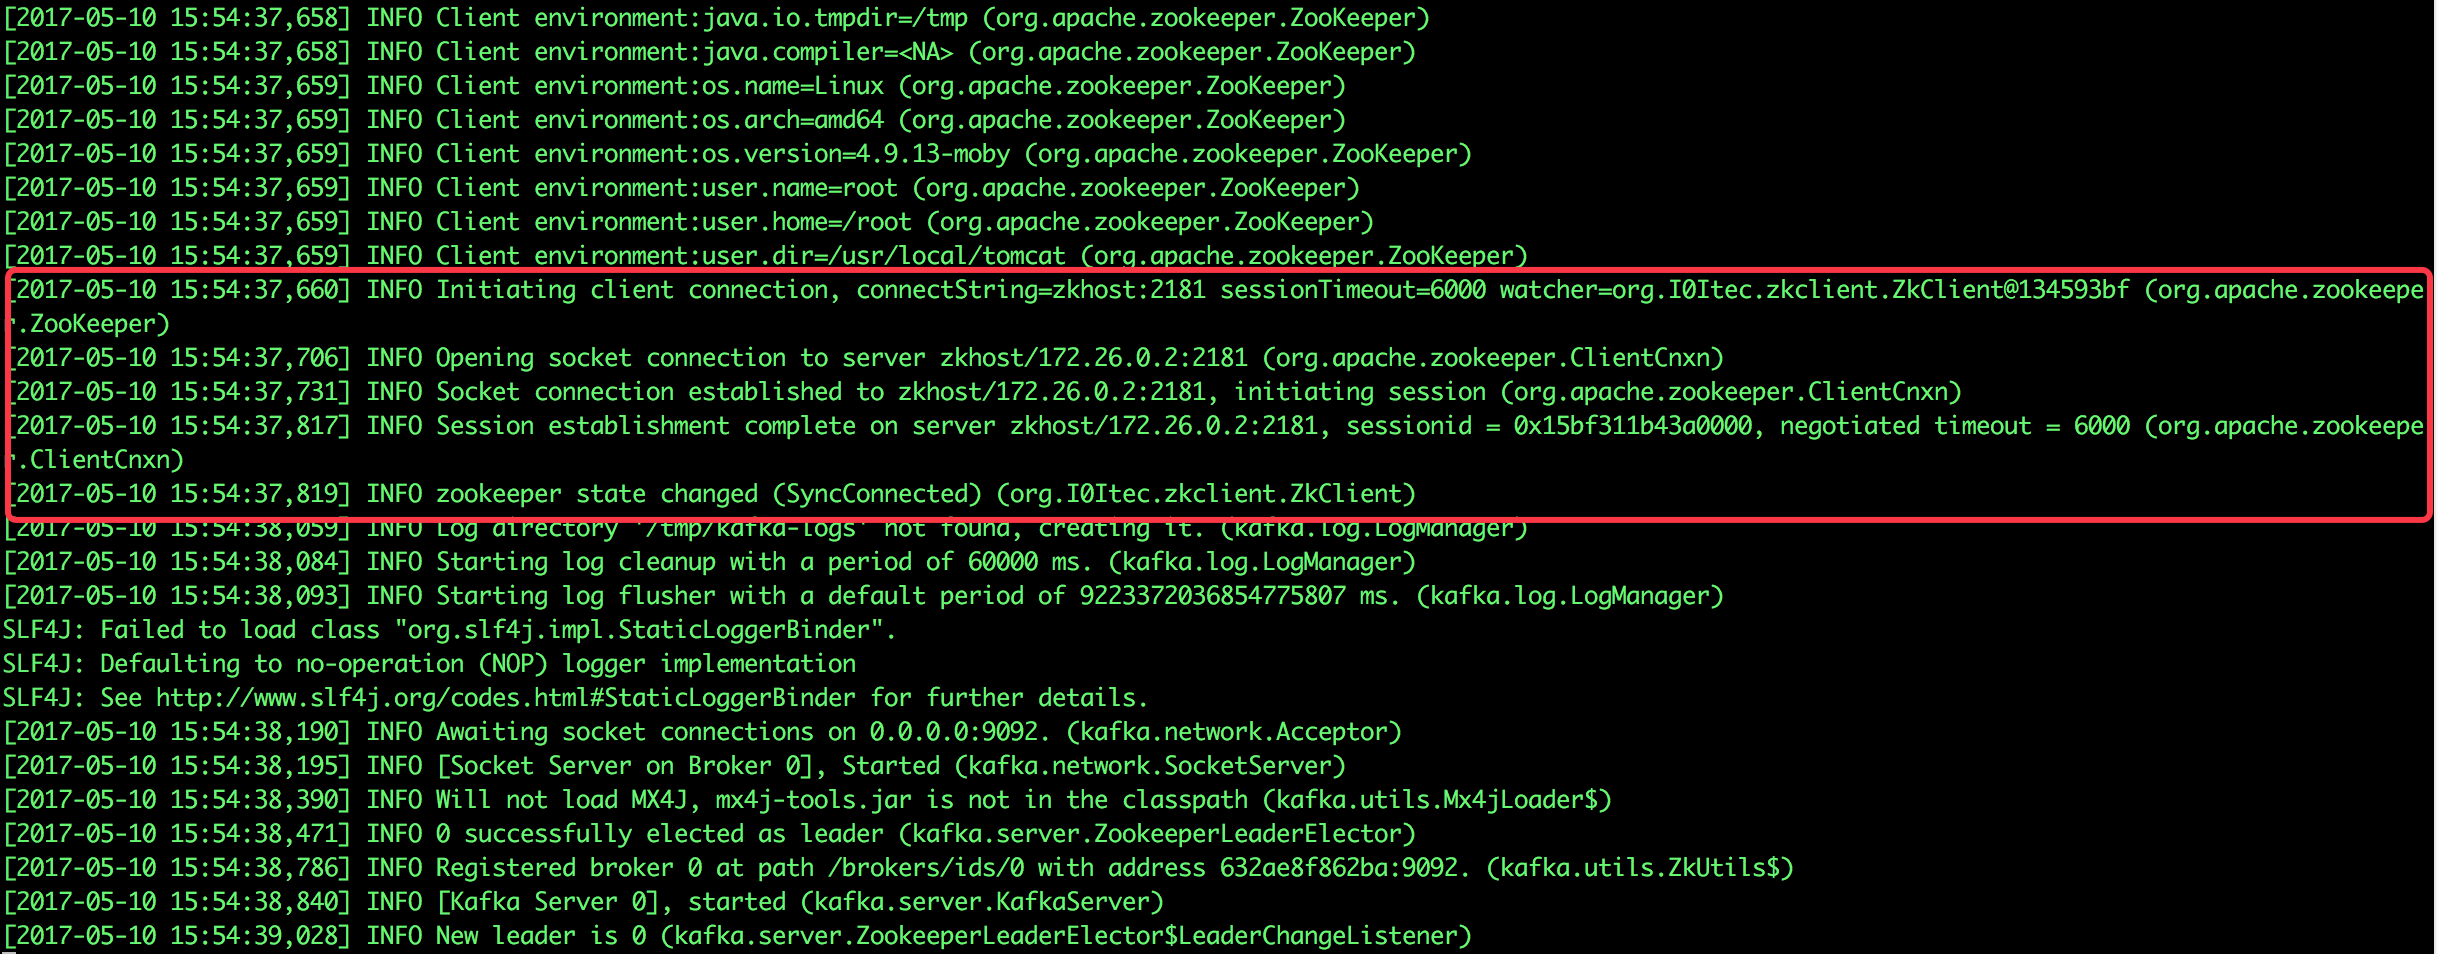 [2017-05-10 15:54:37,658] INFO Client environment:java.io.tmpdir=/tmp (org.apache.zookeeper.ZooKeeper)
[2017-05-10 15:54:37,658] INFO Client environment:java.compiler=<NA> (org.apache.zookeeper.ZooKeeper)
[2017-05-10 15:54:37,659] INFO Client environment:os.name=Linux (org.apache.zookeeper.ZooKeeper)
[2017-05-10 15:54:37,659] INFO Client environment:os.arch=amd64 (org.apache.zookeeper.ZooKeeper)
[2017-05-10 15:54:37,659] INFO Client environment:os.version=4.9.13-moby (org.apache.zookeeper.ZooKeeper)
[2017-05-10 15:54:37,659] INFO Client environment:user.name=root (org.apache.zookeeper.ZooKeeper)
[2017-05-10 15:54:37,659] INFO Client environment:user.home=/root (org.apache.zookeeper.ZooKeeper)
[2017-05-10 15:54:37,659] INFO Client environment:user.dir=/usr/local/tomcat (org.apache.zookeeper.ZooKeeper)
[2017-05-10 15:54:37,660] INFO Initiating client connection, connectString=zkhost:2181 sessionTimeout=6000 watcher=org.I0Itec.zkclient.ZkClient@134593bf (org.apache.zookeepe
r.ZooKeeper)
[2017-05-10 15:54:37,706] INFO Opening socket connection to server zkhost/172.26.0.2:2181 (org.apache.zookeeper.ClientCnxn)
[2017-05-10 15:54:37,731] INFO Socket connection established to zkhost/172.26.0.2:2181, initiating session (org.apache.zookeeper.ClientCnxn)
[2017-05-10 15:54:37,817] INFO Session establishment complete on server zkhost/172.26.0.2:2181, sessionid = 0x15bf311b43a0000, negotiated timeout = 6000 (org.apache.zookeepe
r.ClientCnxn)
[2017-05-10 15:54:37,819] INFO zookeeper state changed (SyncConnected) (org.I0Itec.zkclient.ZkClient)
[2017-05-10 15:54:38,059] INFO Log directory '/tmp/kafka-logs' not found, creating it. (kafka.log.LogManager)
[2017-05-10 15:54:38,084] INFO Starting log cleanup with a period of 60000 ms. (kafka.log.LogManager)
[2017-05-10 15:54:38,093] INFO Starting log flusher with a default period of 9223372036854775807 ms. (kafka.log.LogManager)
SLF4J: Failed to load class "org.slf4j.impl.StaticLoggerBinder".
SLF4J: Defaulting to no-operation (NOP) logger implementation
SLF4J: See http://www.slf4j.org/codes.html#StaticLoggerBinder for further details.
[2017-05-10 15:54:38,190] INFO Awaiting socket connections on 0.0.0.0:9092. (kafka.network.Acceptor)
[2017-05-10 15:54:38,195] INFO [Socket Server on Broker 0], Started (kafka.network.SocketServer)
[2017-05-10 15:54:38,390] INFO Will not load MX4J, mx4j-tools.jar is not in the classpath (kafka.utils.Mx4jLoader$)
[2017-05-10 15:54:38,471] INFO 0 successfully elected as leader (kafka.server.ZookeeperLeaderElector)
[2017-05-10 15:54:38,786] INFO Registered broker 0 at path /brokers/ids/0 with address 632ae8f862ba:9092. (kafka.utils.ZkUtils$)
[2017-05-10 15:54:38,840] INFO [Kafka Server 0], started (kafka.server.KafkaServer)
[2017-05-10 15:54:39,028] INFO New leader is 0 (kafka.server.ZookeeperLeaderElector$LeaderChangeListener)